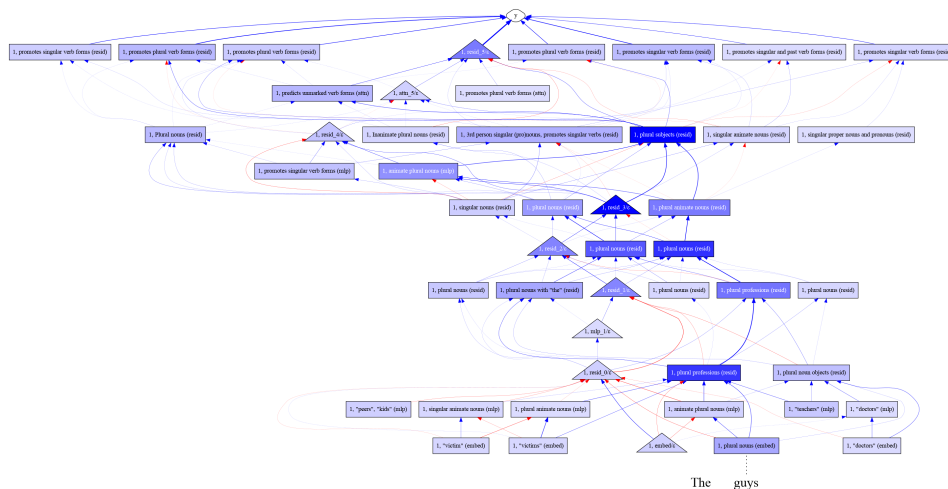 y
1, promotes singular verb forms (resid)
1, promotes plural verb forms (resid)
1, promotes plural verb forms (resid)
1, resid_5/ε
1, promotes plural verb forms (resid)
1, promotes singular verb forms (resid)
1, promotes singular and past verb forms (resid)
1, promotes singular verb forms (resid)
1, predicts unmarked verb forms (attn)
1, attn_5/ε
1, promotes plural verb forms (attn)
1, Plural nouns (resid)
1, resid_4/ε
1, Inanimate plural nouns (resid)
1, 3rd person singular (pro)nouns, promotes singular verbs (resid)
1, plural subjects (resid)
1, singular animate nouns (resid)
1, singular proper nouns and pronouns (resid)
1, promotes singular verb forms (mlp)
1, animate plural nouns (mlp)
1, singular nouns (resid)
1, plural nouns (resid)
1, resid_3/ε
1, plural animate nouns (resid)
1, resid_2/ε
1, plural nouns (resid)
1, plural nouns (resid)
1, plural nouns (resid)
1, plural nouns with "the" (resid)
1, resid_1/ε
1, plural nouns (resid)
1, plural professions (resid)
1, plural nouns (resid)
1, mlp_1/ε
1, resid_0/ε
1, plural professions (resid)
1, plural noun objects (resid)
1, "peers", "kids" (mlp)
1, singular animate nouns (mlp)
1, plural animate nouns (mlp)
1, animate plural nouns (mlp)
1, "teachers" (mlp)
1, "doctors" (mlp)
1, "victim" (embed)
1, "victims" (embed)
1, embed/ε
1, plural nouns (embed)
1, "doctors" (embed)
The guys